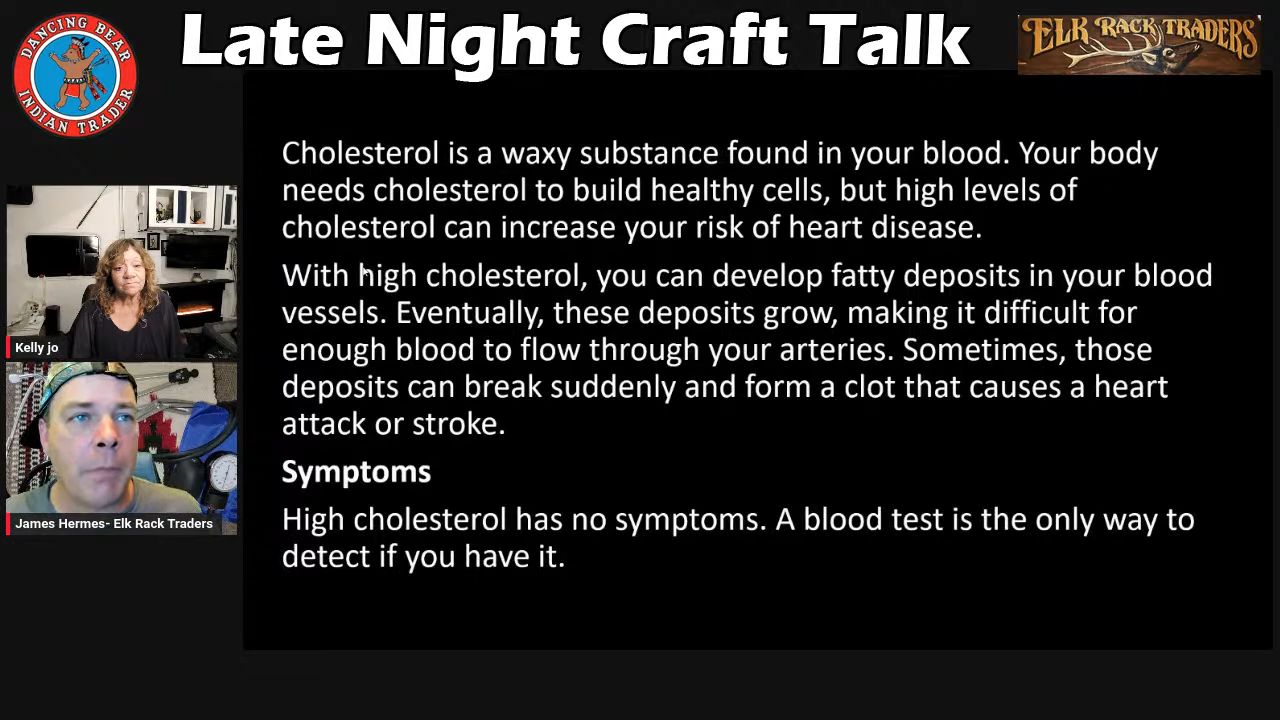 Late Night Craft Talk
DANCING BEAR
INDIAN TRADER
ELK RACK TRADERS
Cholesterol is a waxy substance found in your blood. Your body
needs cholesterol to build healthy cells, but high levels of
cholesterol can increase your risk of heart disease.
With high cholesterol, you can develop fatty deposits in your blood
vessels. Eventually, these deposits grow, making it difficult for
enough blood to flow through your arteries. Sometimes, those
deposits can break suddenly and form a clot that causes a heart
attack or stroke.
Symptoms
High cholesterol has no symptoms. A blood test is the only way to
detect if you have it.
Kelly jo
James Hermes- Elk Rack Traders